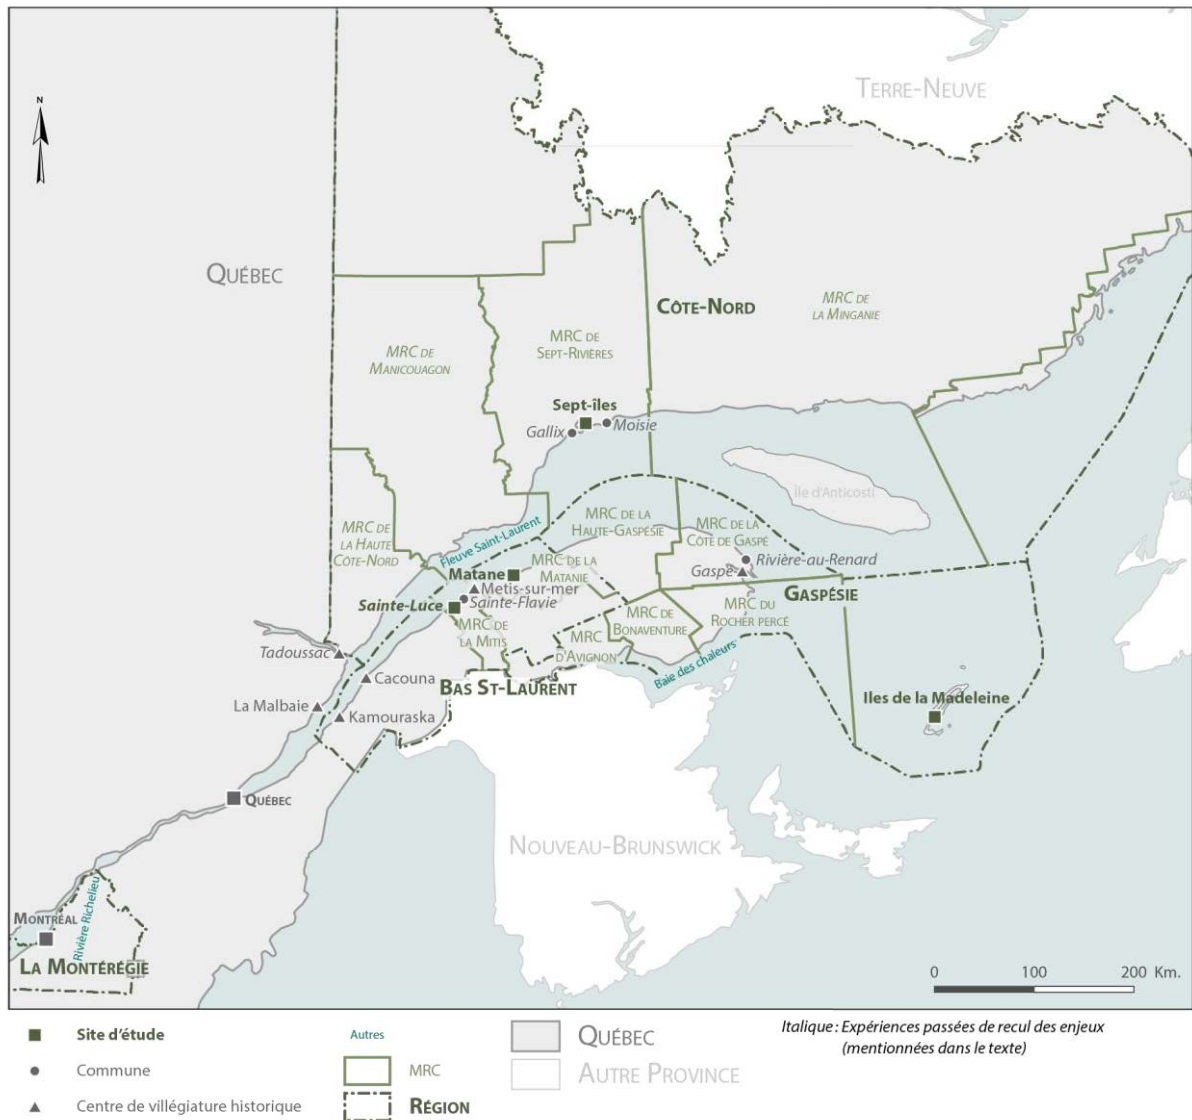 N
TERRE-NEUVE
QUÉBEC
CÔTE-NORD
MRC DE
LA MINGANIE
MRC DE
SEPT-RIVIÈRES
MRC DE
MANICOUAGON
Sept-îles
Gallix
Moisie
Île d'Anticosti
MRC DE
LA HAUTE
CÔTE-NORD
Fleuve Saint-Laurent
MRC DE LA
HAUTE-GASPÉSIE
MRC DE LA
CÔTE DE GASPÉ
Rivière-au-Renard
Gaspé
Matane
MRC DE LA
MATANIE
Metis-sur-mer
Sainte-Flavie
Sainte-Luce
GASPÉSIE
MRC DE
LA MITIS
MRC DE
BONAVENTURE
MRC DU
ROCHER PERCÉ
MRC
D'AVIGNON
Baie des chaleurs
Tadoussac
Cacouna
BAS ST-LAURENT
La Malbaie
Kamouraska
Iles de la Madeleine
QUÉBEC
NOUVEAU-BRUNSWICK
MONTRÉAL
Rivière Richelieu
LA MONTÉRÉGIE
0 100 200 Km.
Site d'étude
Commune
Centre de villégiature historique
Autres
MRC
RÉGION
QUÉBEC
AUTRE PROVINCE
Italique : Expériences passées de recul des enjeux
(mentionnées dans le texte)